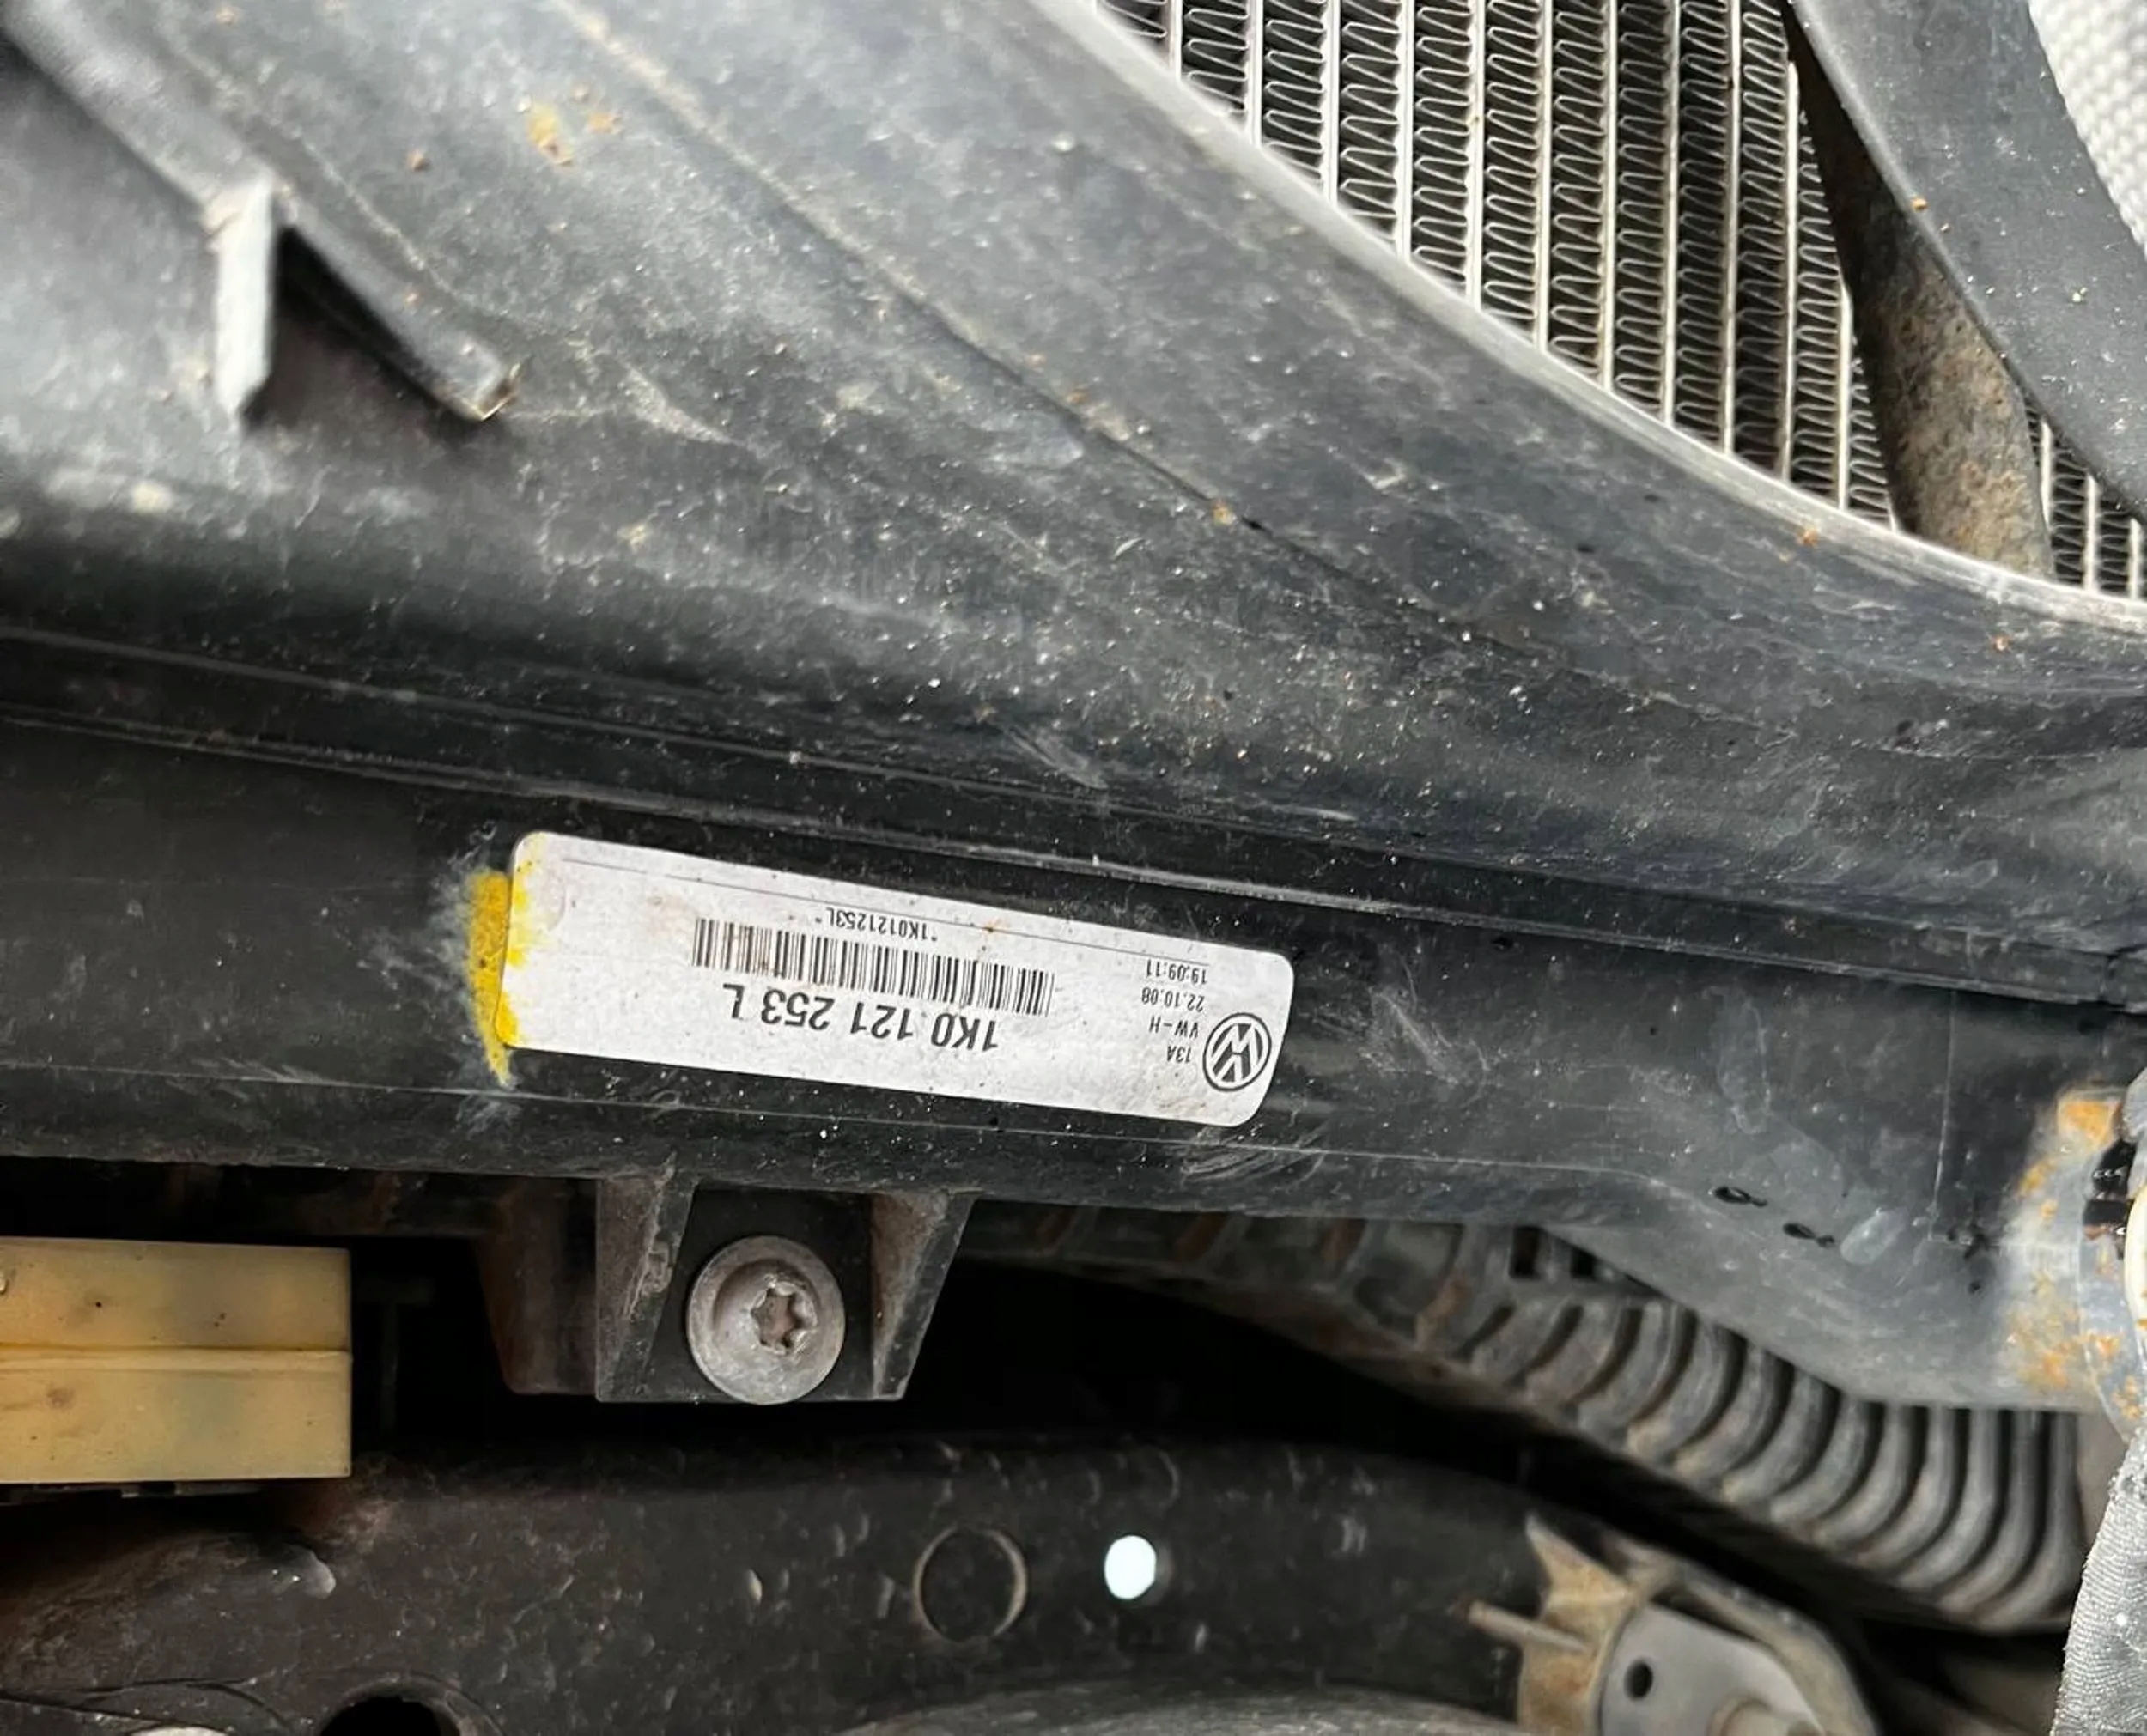 13A
VW-H
22.10.08
19:09:11
1K0 121 253 L
*1K0121253L*